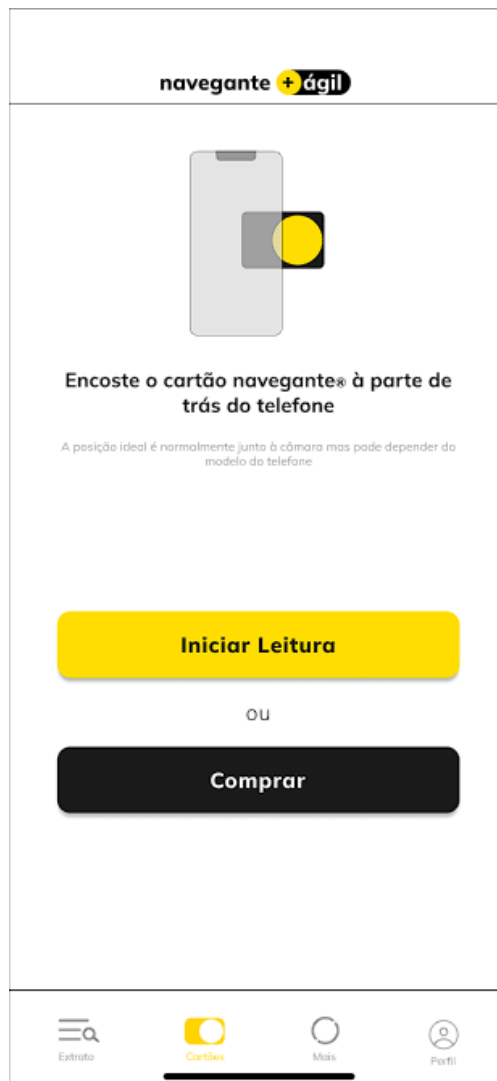 navegante + ágil
Encoste o cartão navegante® à parte de
trás do telefone
A posição ideal é normalmente junto à câmara mas pode depender do
modelo do telefone
Iniciar Leitura
ou
Comprar
Extrato
Cartões
Mais
Perfil